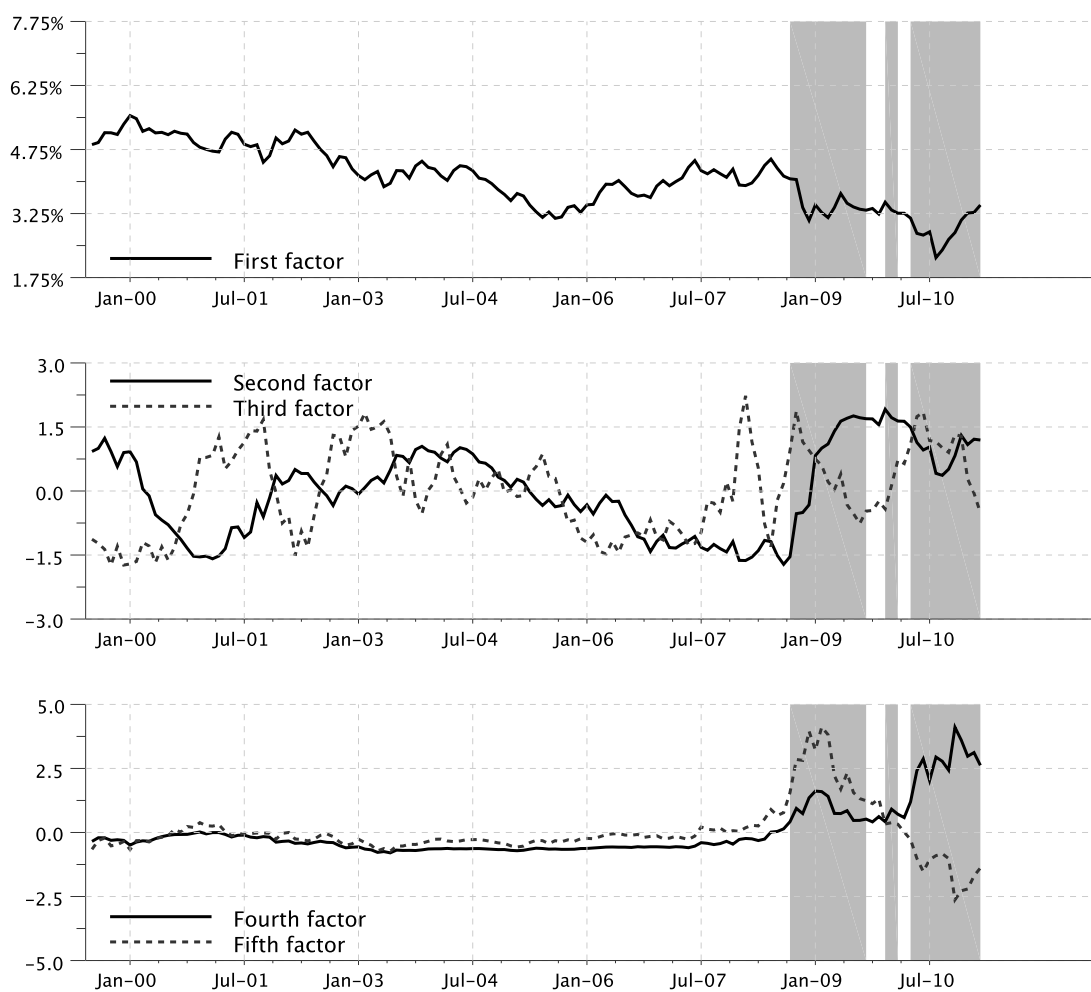 7.75%
6.25%
4.75%
3.25%
1.75%
First factor
Jan–00 Jul–01 Jan–03 Jul–04 Jan–06 Jul–07 Jan–09 Jul–10
3.0
1.5
0.0
–1.5
–3.0
Second factor
Third factor
Jan–00 Jul–01 Jan–03 Jul–04 Jan–06 Jul–07 Jan–09 Jul–10
5.0
2.5
0.0
–2.5
–5.0
Fourth factor
Fifth factor
Jan–00 Jul–01 Jan–03 Jul–04 Jan–06 Jul–07 Jan–09 Jul–10